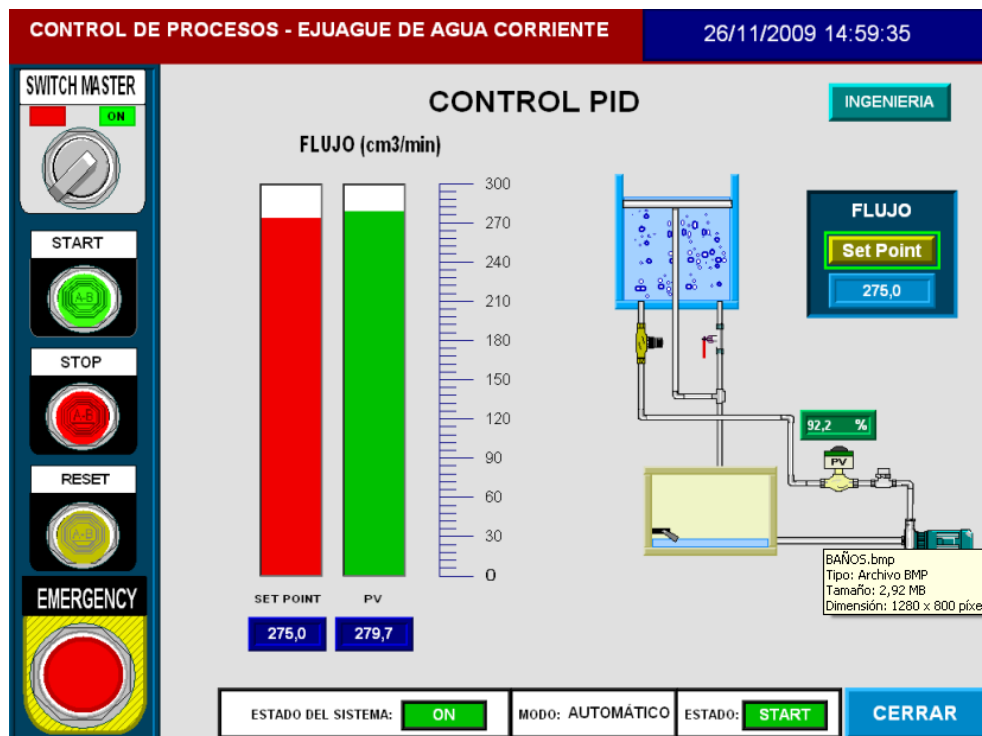 CONTROL DE PROCESOS - EJUAGUE DE AGUA CORRIENTE
26/11/2009 14:59:35
SWITCH MASTER
ON
START
A-B
STOP
A-B
RESET
A-B
EMERGENCY
CONTROL PID
INGENIERIA
FLUJO (cm3/min)
300
270
240
210
180
150
120
90
60
30
0
SET POINT
PV
275,0
279,7
FLUJO
Set Point
275,0
92,2 %
PV
BAÑOS.bmp
Tipo: Archivo BMP
Tamaño: 2,92 MB
Dimensión: 1280 x 800 píxe
ESTADO DEL SISTEMA: ON
MODO: AUTOMÁTICO
ESTADO: START
CERRAR